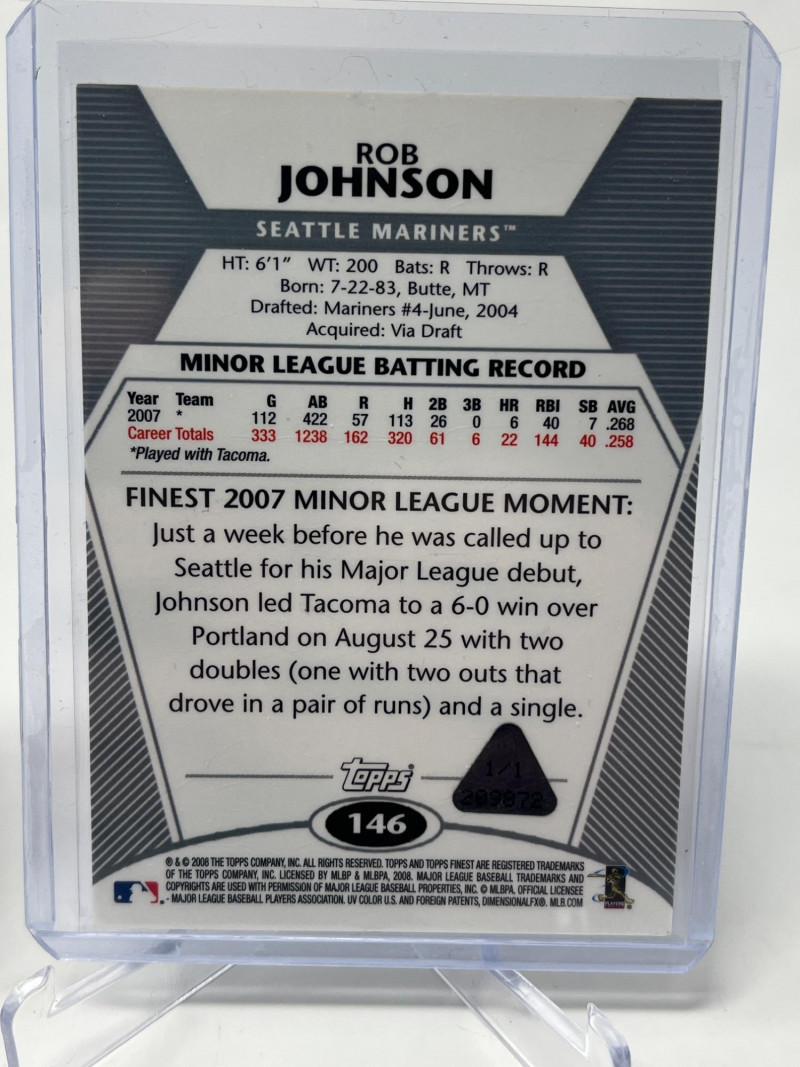 ROB
JOHNSON
SEATTLE MARINERS™
HT: 6'1" WT: 200 Bats: R Throws: R
Born: 7-22-83, Butte, MT
Drafted: Mariners #4-June, 2004
Acquired: Via Draft
MINOR LEAGUE BATTING RECORD
Year Team G AB R H 2B 3B HR RBI SB AVG
2007 * 112 422 57 113 26 0 6 40 7 .268
Career Totals 333 1238 162 320 61 6 22 144 40 .258
*Played with Tacoma.
FINEST 2007 MINOR LEAGUE MOMENT:
Just a week before he was called up to
Seattle for his Major League debut,
Johnson led Tacoma to a 6-0 win over
Portland on August 25 with two
doubles (one with two outs that
drove in a pair of runs) and a single.
Topps®
1/1
209872
146
® & © 2008 THE TOPPS COMPANY, INC. ALL RIGHTS RESERVED. TOPPS AND TOPPS FINEST ARE REGISTERED TRADEMARKS
OF THE TOPPS COMPANY, INC. LICENSED BY MLBP & MLBPA, 2008. MAJOR LEAGUE BASEBALL TRADEMARKS AND
COPYRIGHTS ARE USED WITH PERMISSION OF MAJOR LEAGUE BASEBALL PROPERTIES, INC. © MLBPA, OFFICIAL LICENSEE
- MAJOR LEAGUE BASEBALL PLAYERS ASSOCIATION. UV COLOR U.S. AND FOREIGN PATENTS, DIMENSIONALFX®. MLB.COM
PLAYERS